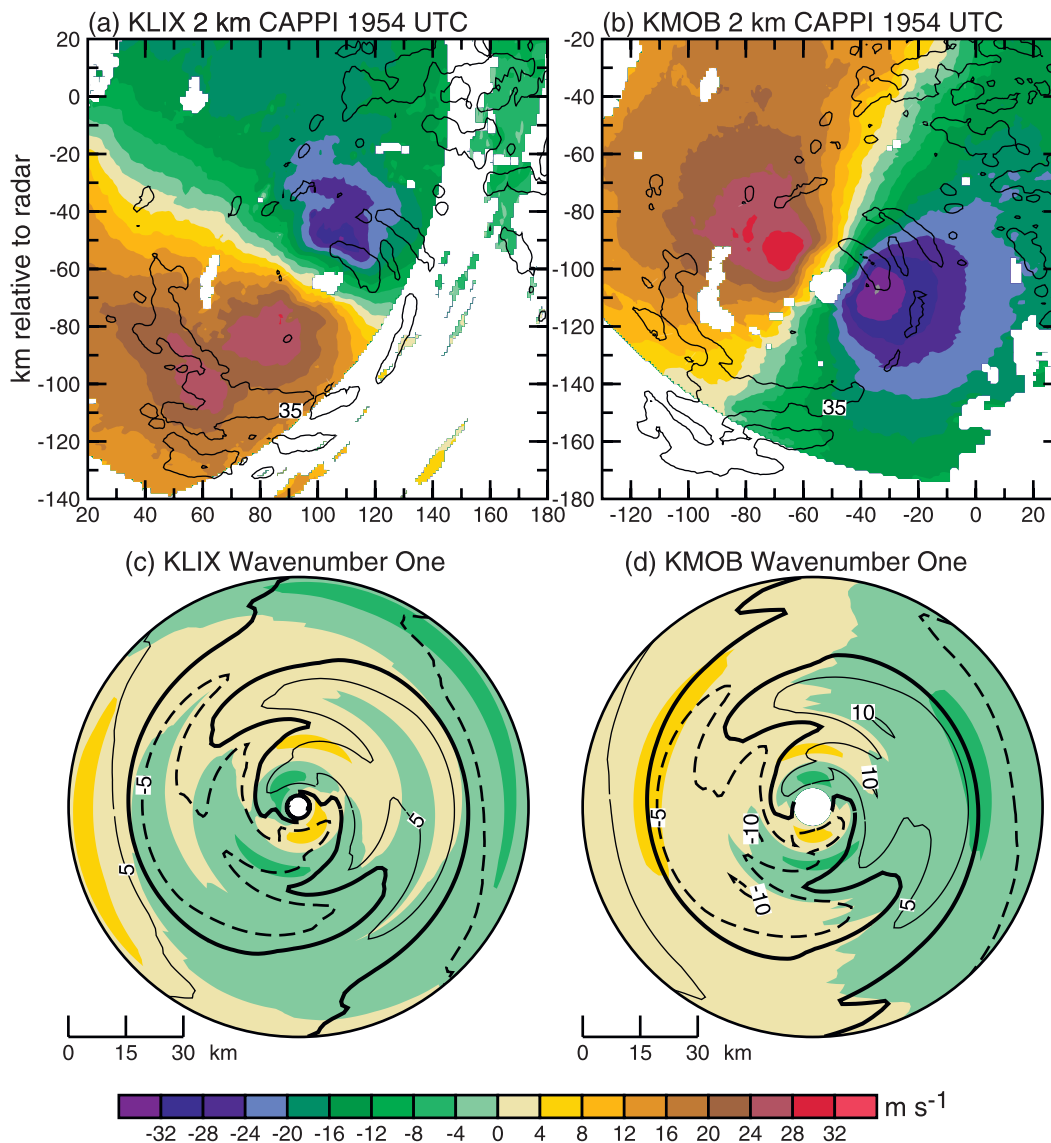 (a) KLIX 2 km CAPPI 1954 UTC
(b) KMOB 2 km CAPPI 1954 UTC
km relative to radar
20
0
-20
-40
-60
-80
-100
-120
-140
20 40 60 80 100 120 140 160 180
35
-20
-40
-60
-80
-100
-120
-140
-160
-180
-120 -100 -80 -60 -40 -20 0 20
35
(c) KLIX Wavenumber One
(d) KMOB Wavenumber One
-5
5
5
0 15 30 km
10
10
-5
-10
-10
5
0 15 30 km
-32 -28 -24 -20 -16 -12 -8 -4 0 4 8 12 16 20 24 28 32
m s-1